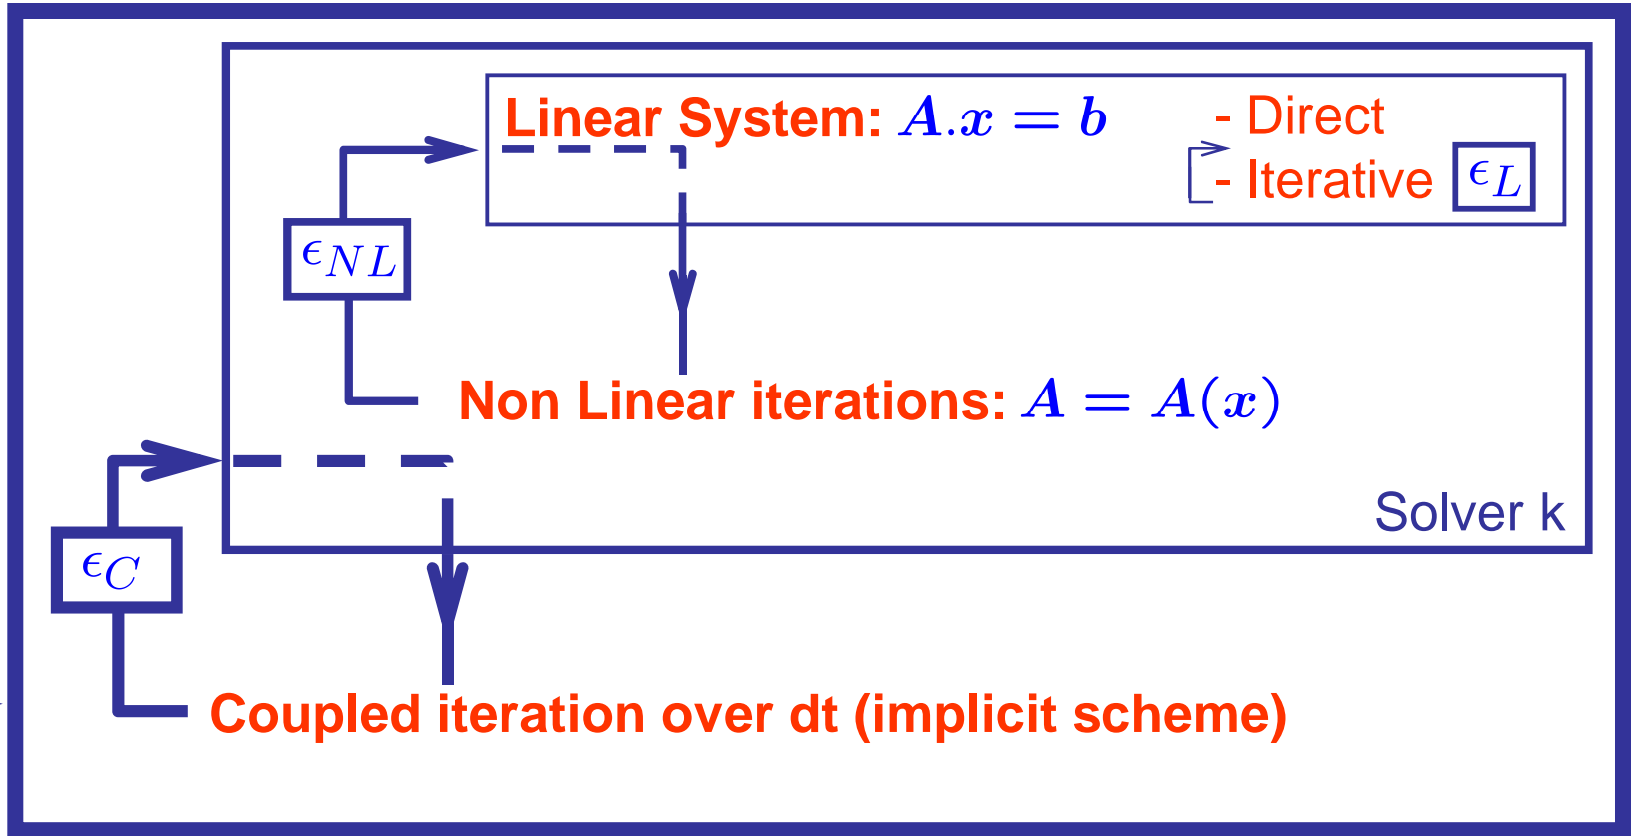 Linear System: A.x = b
- Direct
- Iterative ϵL
ϵNL
Non Linear iterations: A = A(x)
Solver k
ϵC
Coupled iteration over dt (implicit scheme)